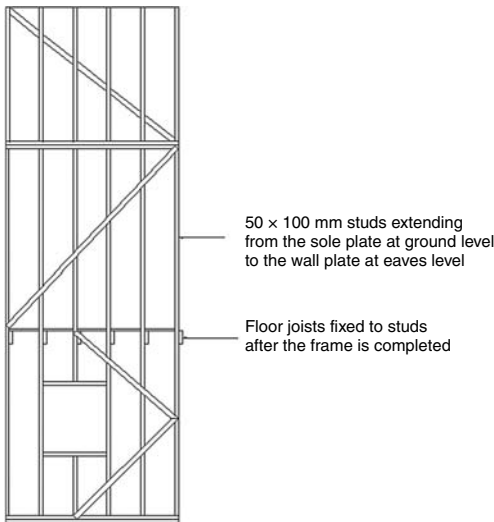 50 × 100 mm studs extending
from the sole plate at ground level
to the wall plate at eaves level
Floor joists fixed to studs
after the frame is completed